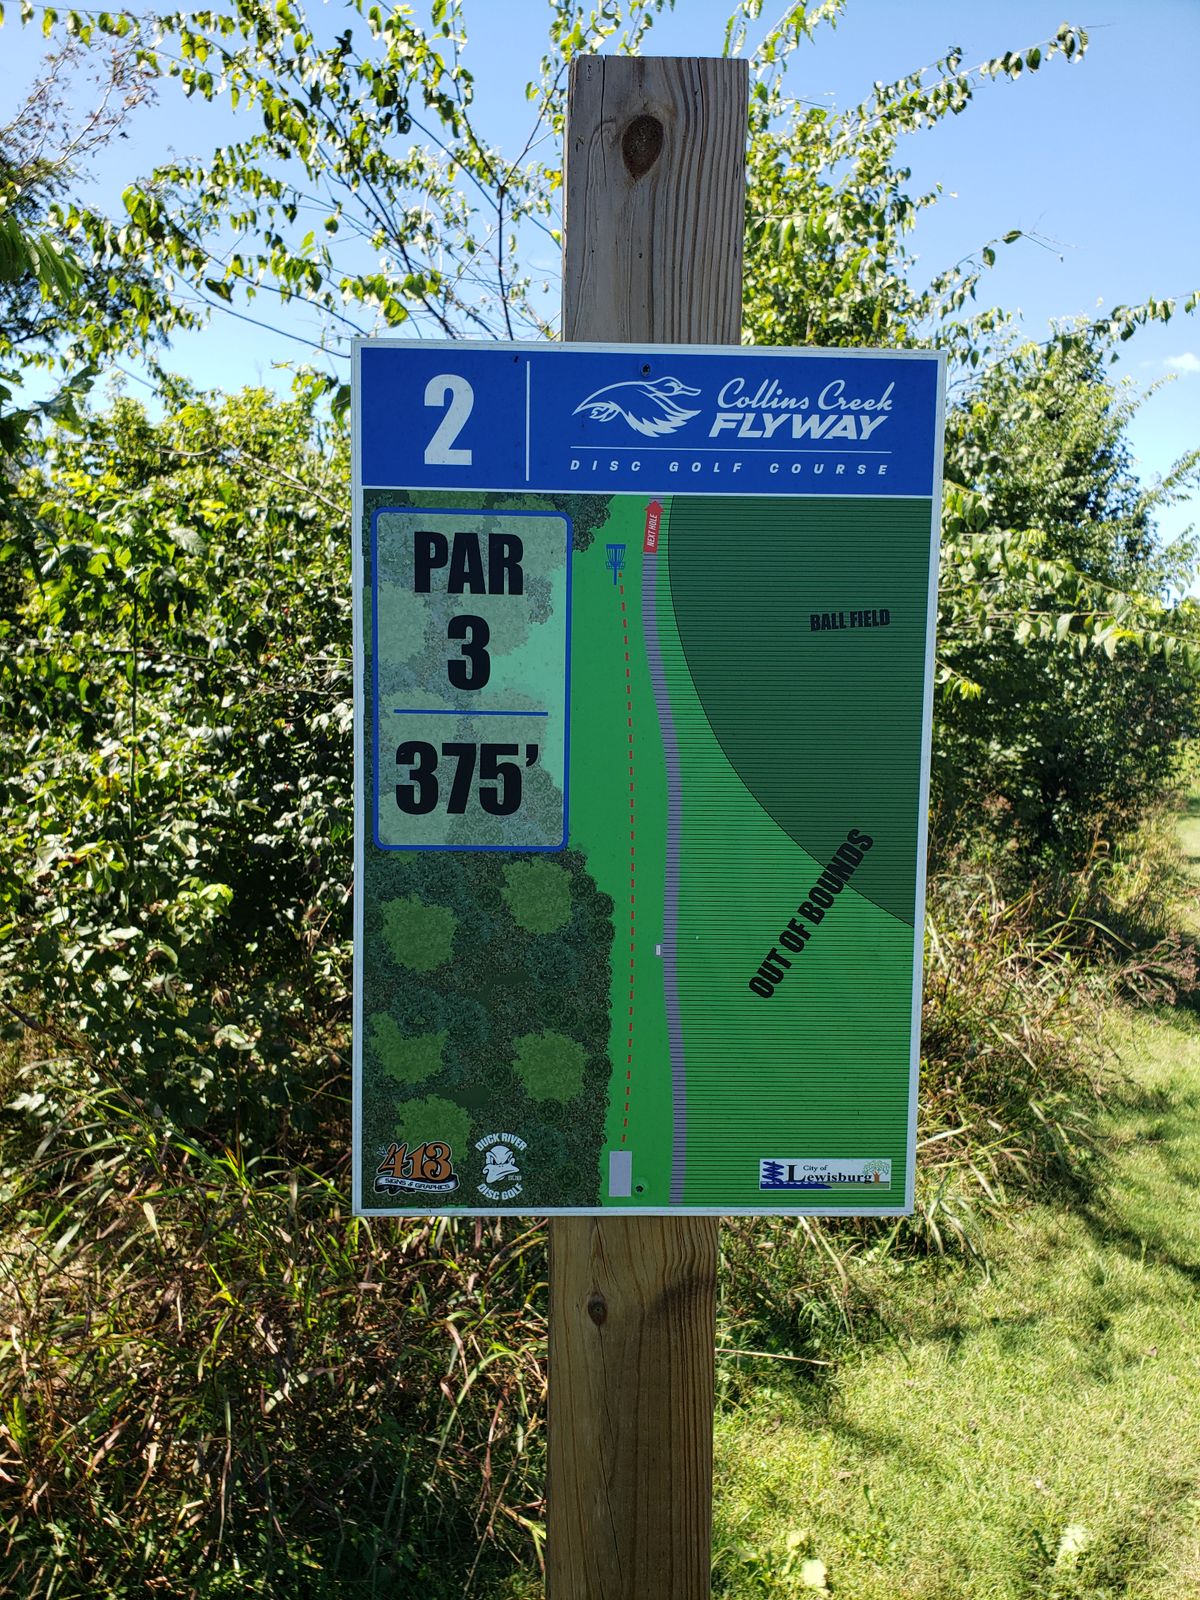 2
Collins Creek
FLYWAY
DISC GOLF COURSE
PAR
3
375'
NEXT HOLE
BALL FIELD
OUT OF BOUNDS
413
SIGNS & GRAPHICS
DUCK RIVER
DISC GOLF
City of
Lewisburg